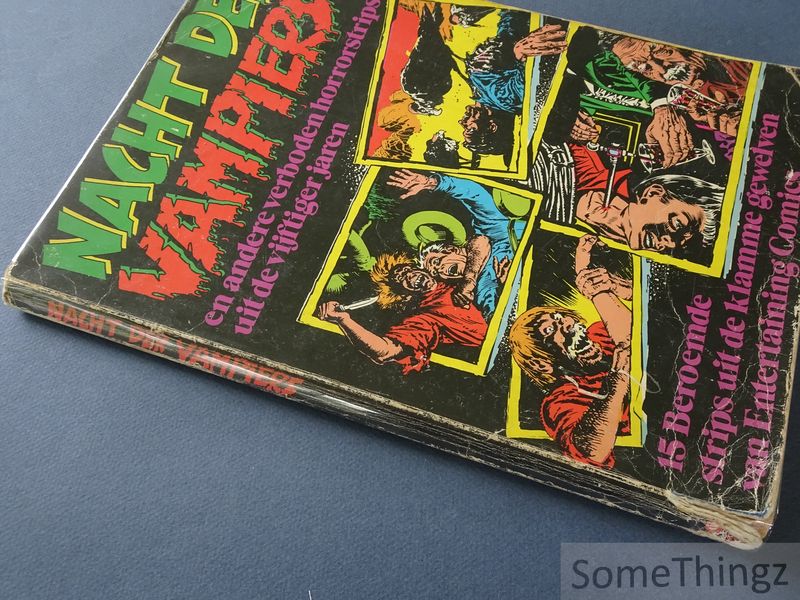 NACHT DER
VAMPIERS
en andere verboden horrorstrips
uit de vijftiger jaren
15 Beroemde
strips uit de klamme gewelven
van Entertaining Comics
NACHT DER VAMPIERS
SomeThingz